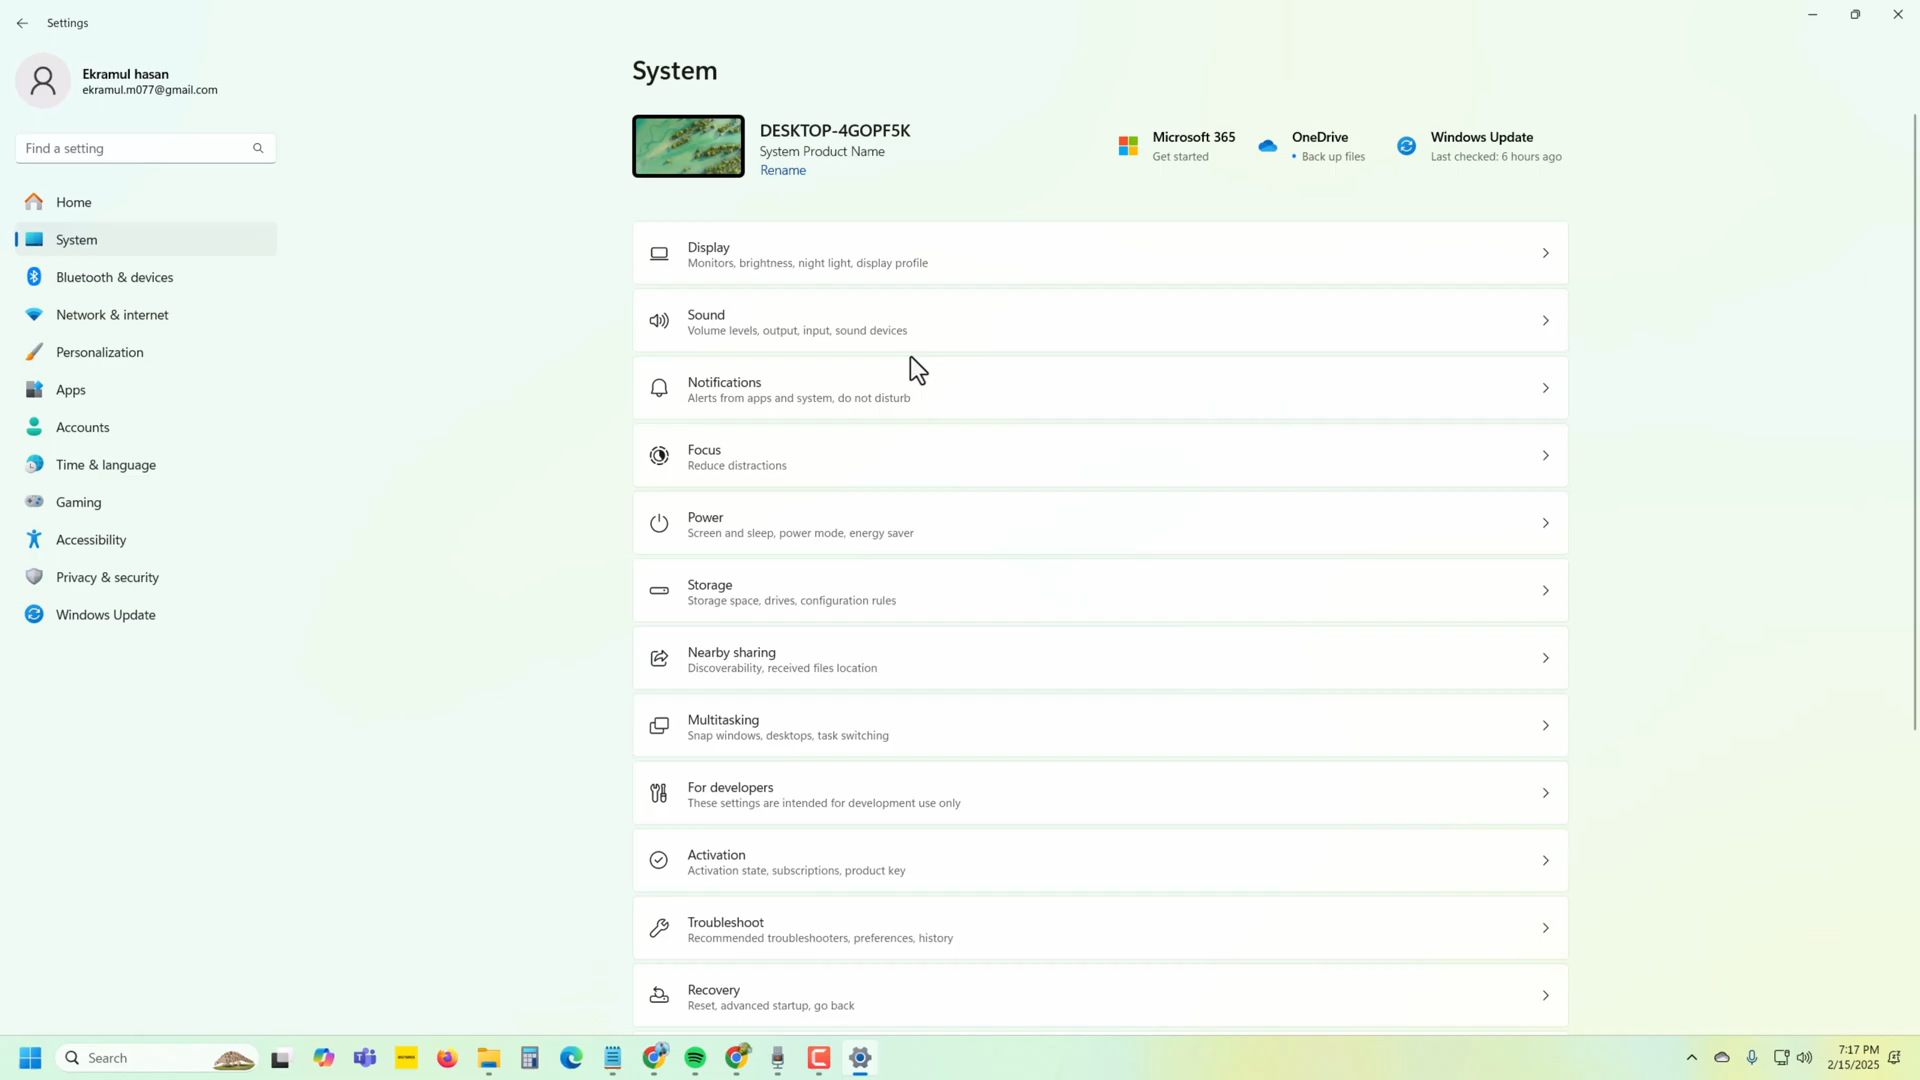 Settings
Ekramul hasan
ekramul.m077@gmail.com
Find a setting
Home
System
Bluetooth & devices
Network & internet
Personalization
Apps
Accounts
Time & language
Gaming
Accessibility
Privacy & security
Windows Update
System
DESKTOP-4GOPF5K
System Product Name
Rename
Microsoft 365
Get started
OneDrive
• Back up files
Windows Update
Last checked: 6 hours ago
Display
Monitors, brightness, night light, display profile
Sound
Volume levels, output, input, sound devices
Notifications
Alerts from apps and system, do not disturb
Focus
Reduce distractions
Power
Screen and sleep, power mode, energy saver
Storage
Storage space, drives, configuration rules
Nearby sharing
Discoverability, received files location
Multitasking
Snap windows, desktops, task switching
For developers
These settings are intended for development use only
Activation
Activation state, subscriptions, product key
Troubleshoot
Recommended troubleshooters, preferences, history
Recovery
Reset, advanced startup, go back
Search
7:17 PM
2/15/2025